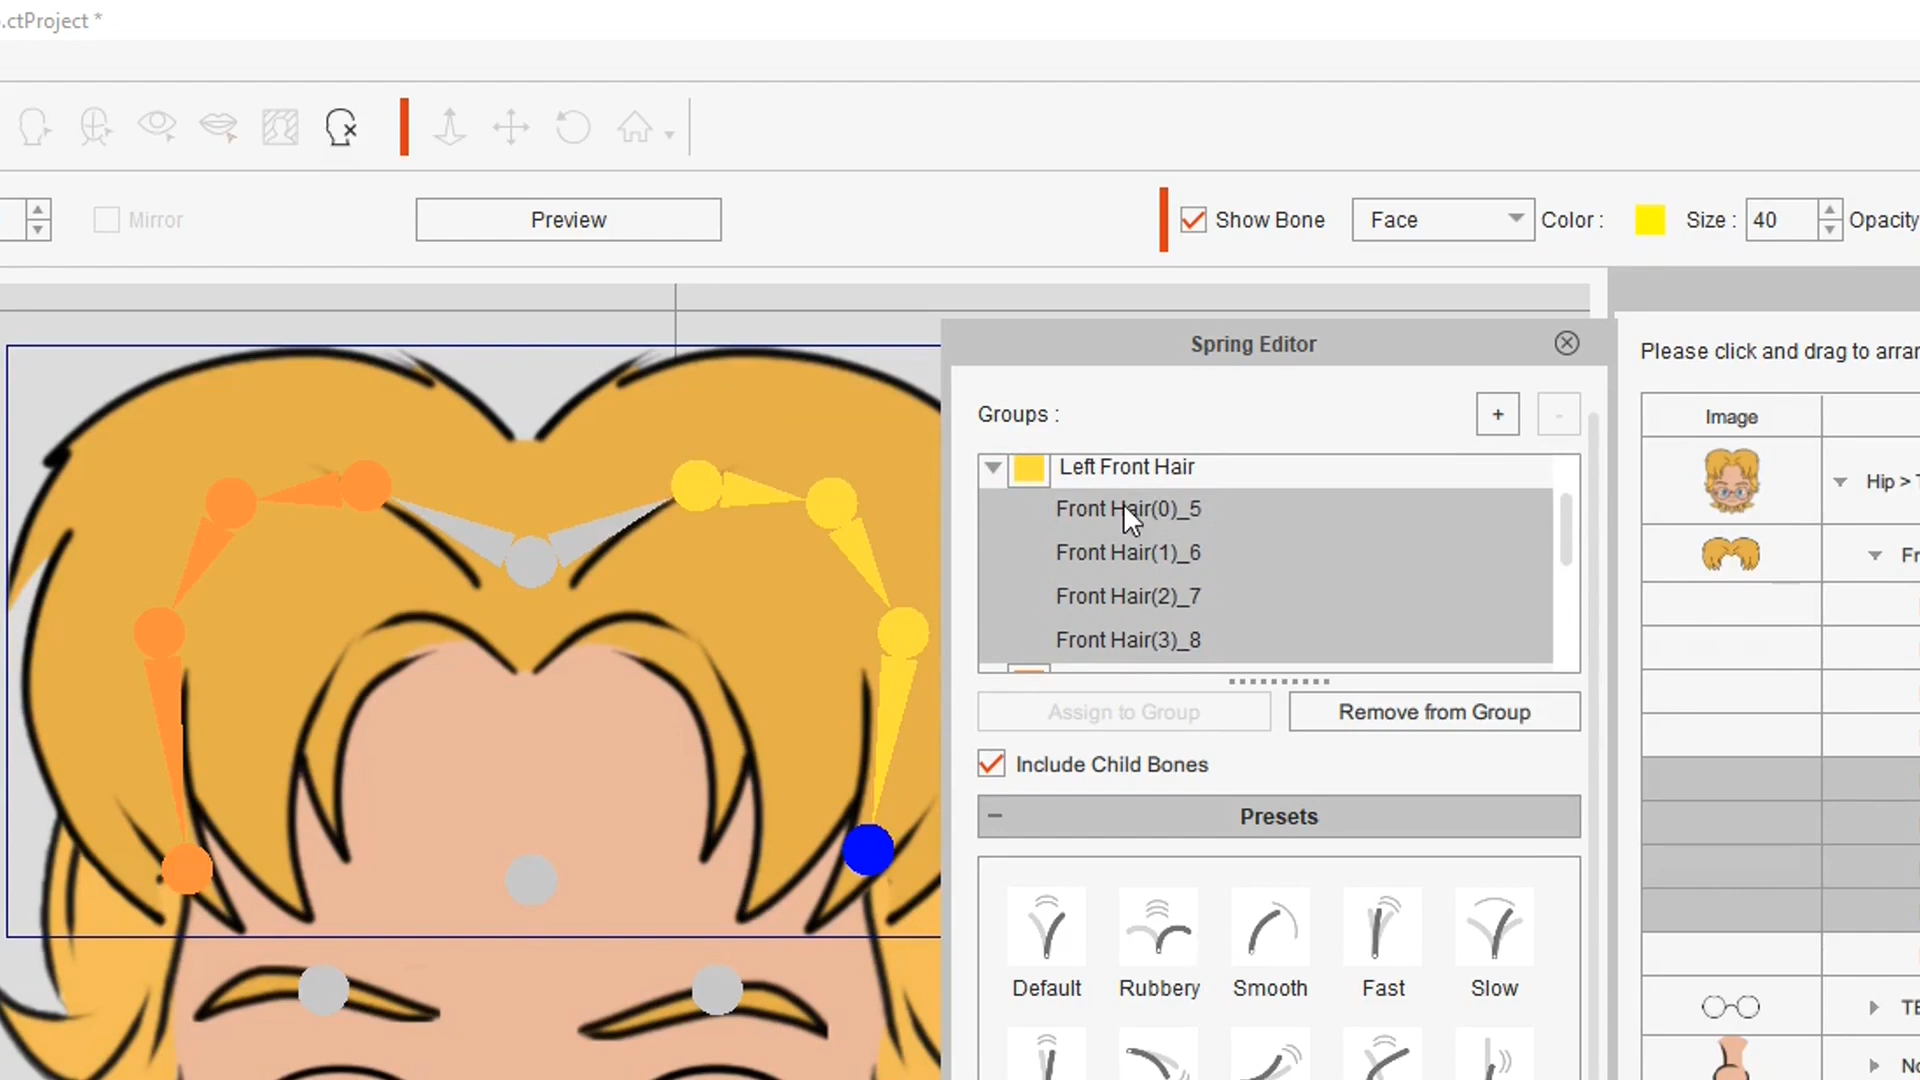 .ctProject *
Mirror
Preview
Show Bone
Face
Color :
Size :
40
Opacity
Spring Editor
Please click and drag to arrar
Groups :
+
-
Image
Left Front Hair
Hip > T
Front Hair(0)_5
Front Hair(1)_6
Fr
Front Hair(2)_7
Front Hair(3)_8
Assign to Group
Remove from Group
Include Child Bones
Presets
Default
Rubbery
Smooth
Fast
Slow
TE
No